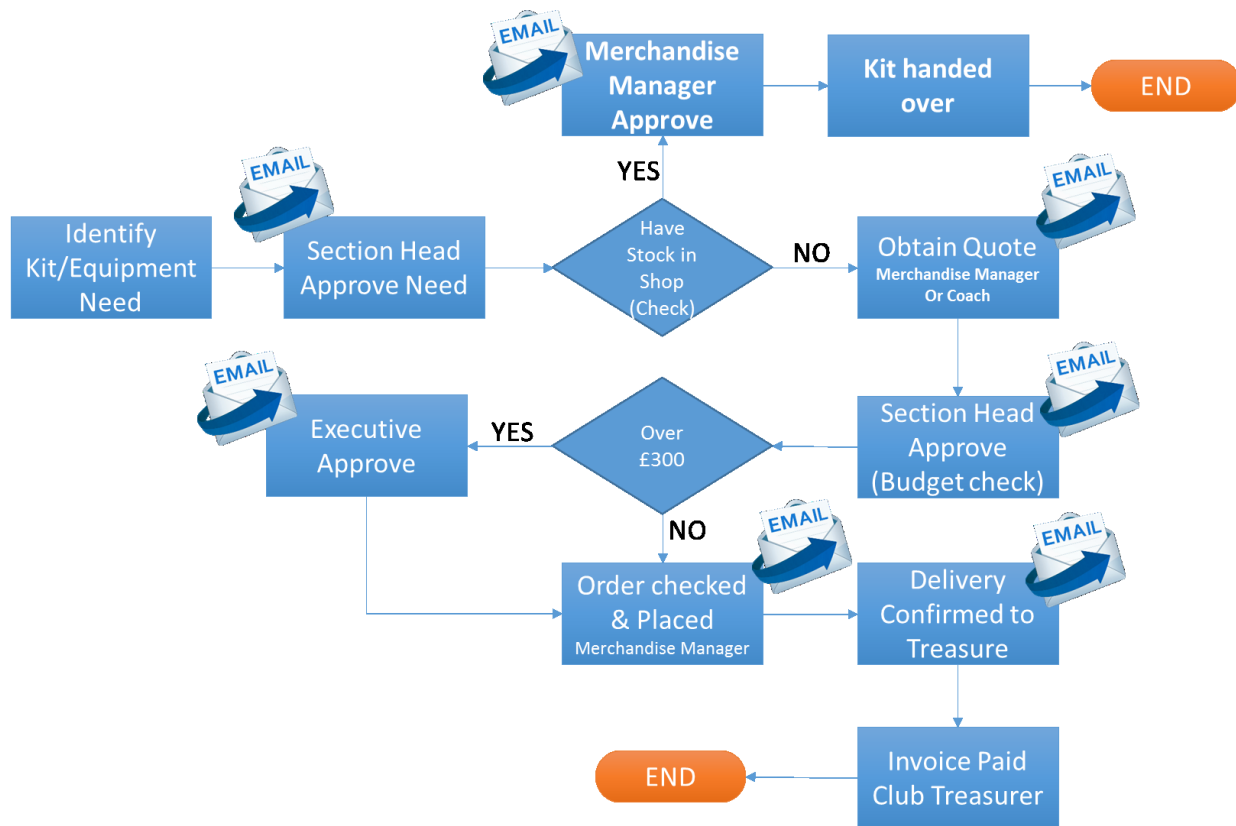 EMAIL
Merchandise
Manager
Approve
Kit handed
over
END
YES
EMAIL
Identify
Kit/Equipment
Need
Section Head
Approve Need
Have
Stock in
Shop
(Check)
NO
EMAIL
Obtain Quote
Merchandise Manager
Or Coach
EMAIL
Executive
Approve
YES
Over
£300
EMAIL
Section Head
Approve
(Budget check)
NO
EMAIL
Order checked
& Placed
Merchandise Manager
EMAIL
Delivery
Confirmed to
Treasure
END
Invoice Paid
Club Treasurer